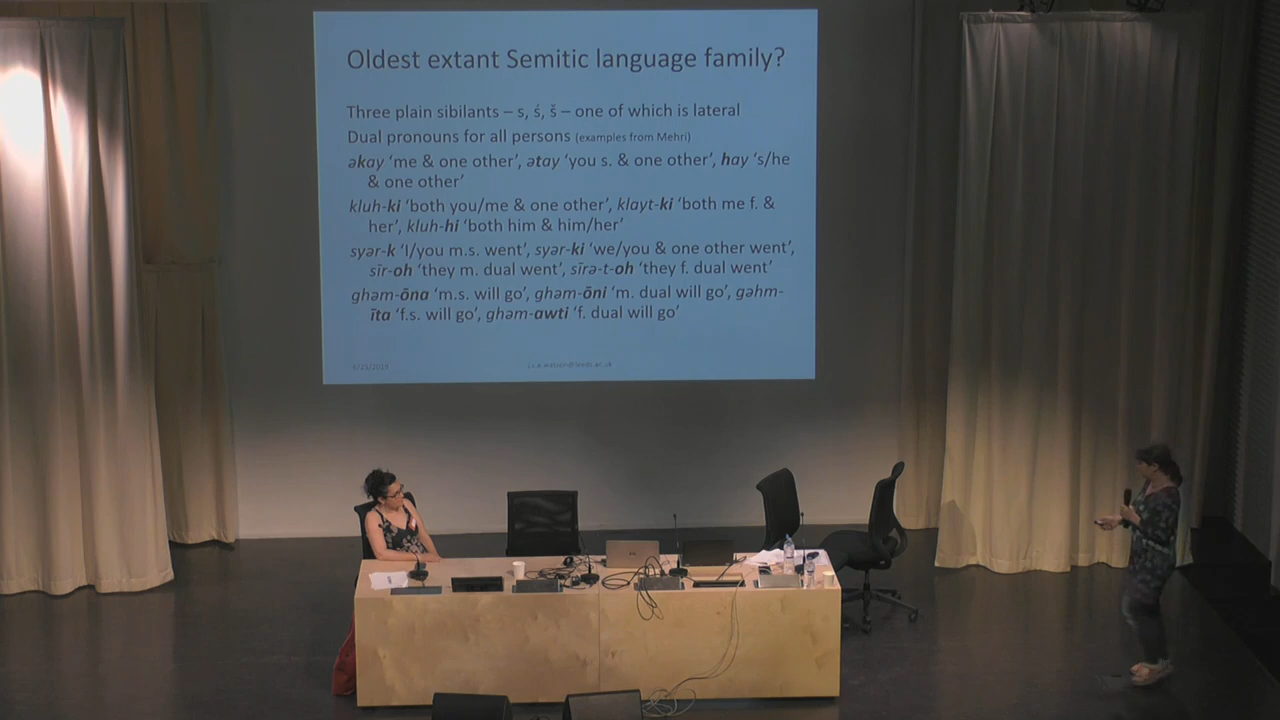 Oldest extant Semitic language family?
Three plain sibilants – s, ś, š – one of which is lateral
Dual pronouns for all persons (examples from Mehri)
əkay ‘me & one other’, ətay ‘you s. & one other’, hay ‘s/he
& one other’
kluh-ki ‘both you/me & one other’, klayt-ki ‘both me f. &
her’, kluh-hi ‘both him & him/her’
syər-k ‘I/you m.s. went’, syər-ki ‘we/you & one other went’,
sīr-oh ‘they m. dual went’, sīrə-t-oh ‘they f. dual went’
ghəm-ōna ‘m.s. will go’, ghəm-ōni ‘m. dual will go’, gəhm-
īta ‘f.s. will go’, ghəm-awti ‘f. dual will go’